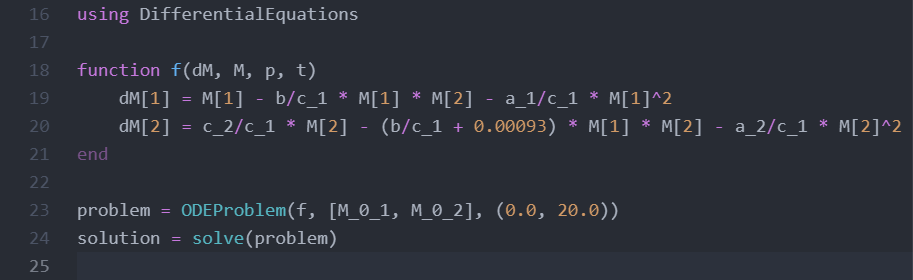 16 using DifferentialEquations
17
18 function f(dM, M, p, t)
19     dM[1] = M[1] - b/c_1 * M[1] * M[2] - a_1/c_1 * M[1]^2
20     dM[2] = c_2/c_1 * M[2] - (b/c_1 + 0.00093) * M[1] * M[2] - a_2/c_1 * M[2]^2
21 end
22
23 problem = ODEProblem(f, [M_0_1, M_0_2], (0.0, 20.0))
24 solution = solve(problem)
25